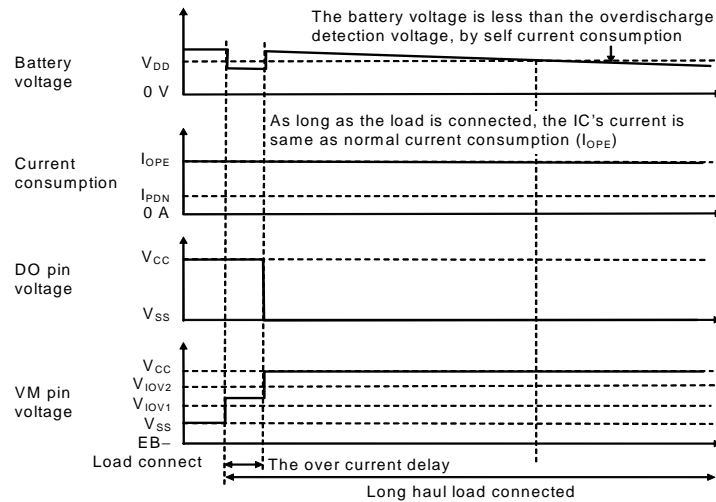 The battery voltage is less than the overdischarge
detection voltage, by self current consumption
Battery
voltage
VDD
0 V
As long as the load is connected, the IC's current is
same as normal current consumption (IOPE)
Current
consumption
IOPE
IPDN
0 A
DO pin
voltage
VCC
VSS
VM pin
voltage
VCC
VIOV2
VIOV1
VSS
EB−
Load connect
The over current delay
Long haul load connected